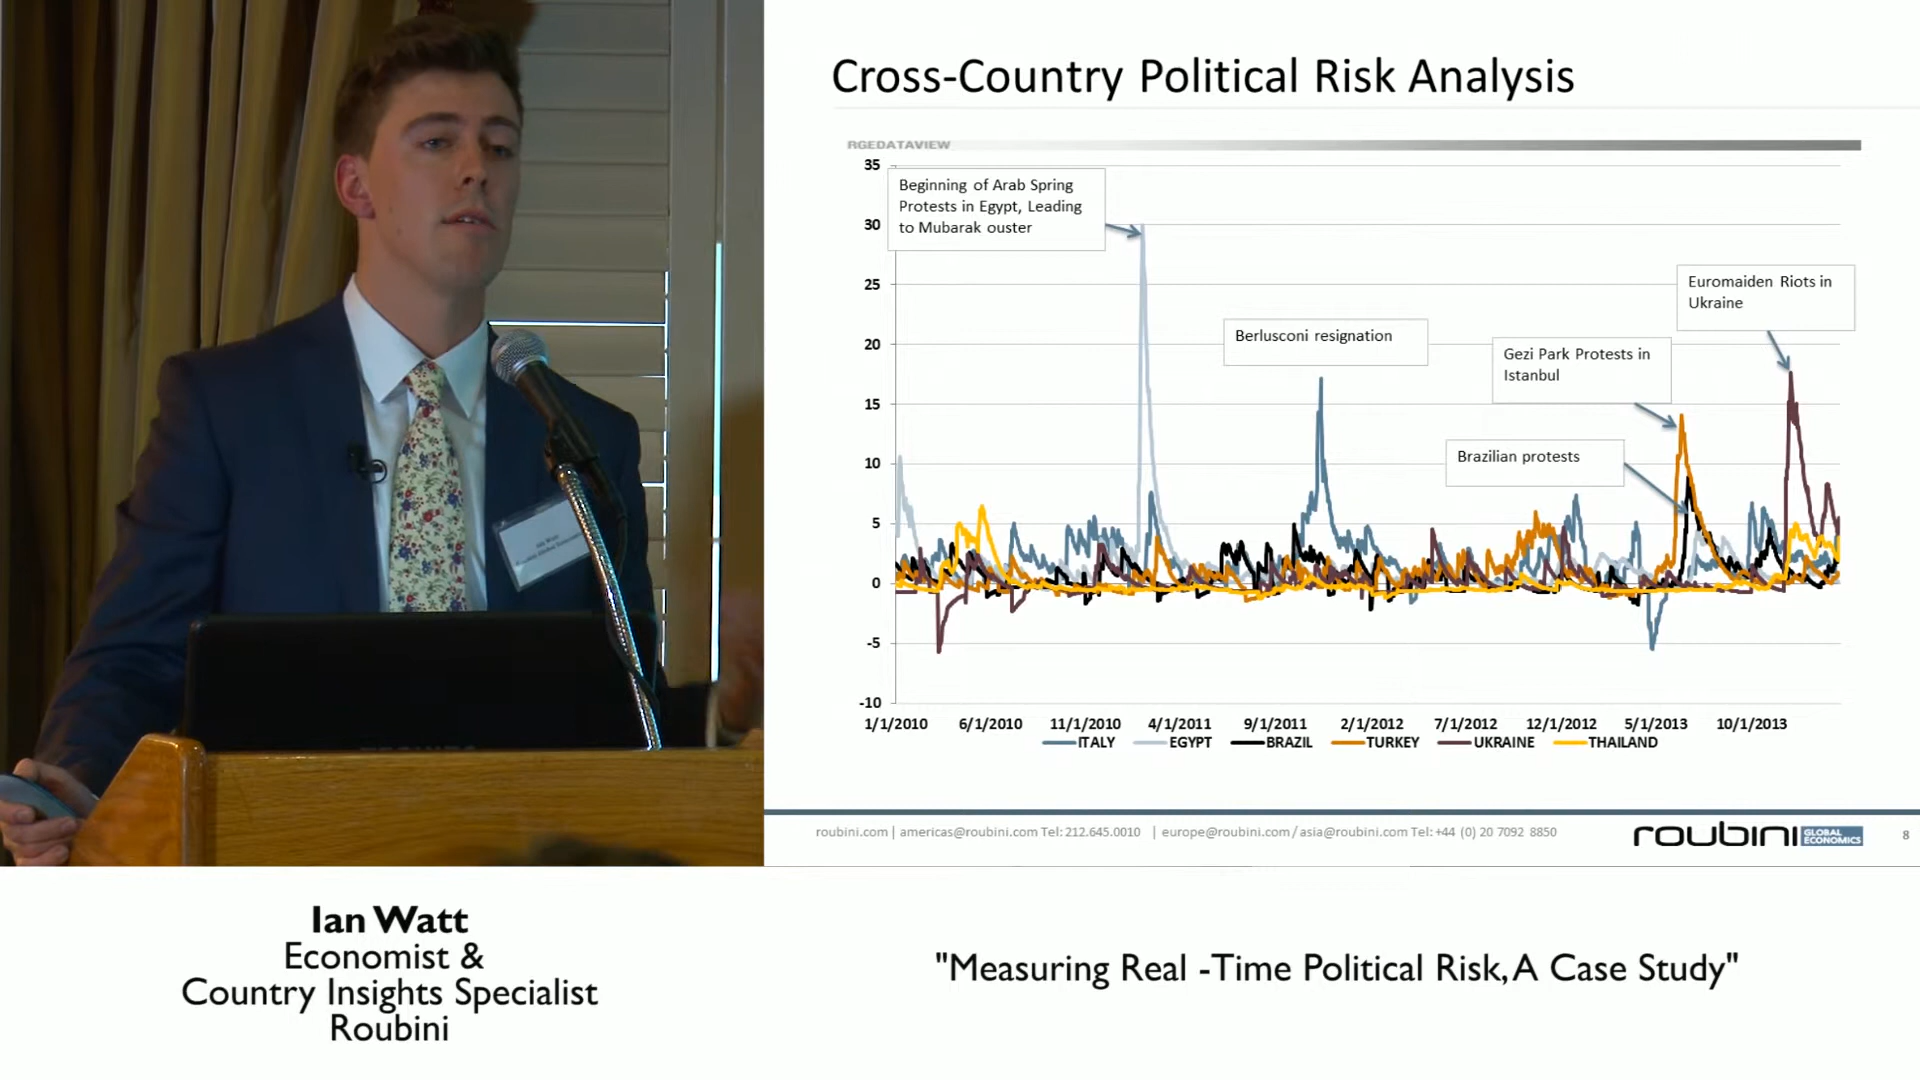 Cross-Country Political Risk Analysis
RGEDATAVIEW
35
30
25
20
15
10
5
0
-5
-10
Beginning of Arab Spring
Protests in Egypt, Leading
to Mubarak ouster
Berlusconi resignation
Gezi Park Protests in
Istanbul
Brazilian protests
Euromaiden Riots in
Ukraine
1/1/2010 6/1/2010 11/1/2010 4/1/2011 9/1/2011 2/1/2012 7/1/2012 12/1/2012 5/1/2013 10/1/2013
ITALY EGYPT BRAZIL TURKEY UKRAINE THAILAND
roubini.com | americas@roubini.com Tel: 212.645.0010 | europe@roubini.com / asia@roubini.com Tel: +44 (0) 20 7092 8850
roubini GLOBAL
ECONOMICS
8
Ian Watt
Economist &
Country Insights Specialist
Roubini
"Measuring Real -Time Political Risk, A Case Study"